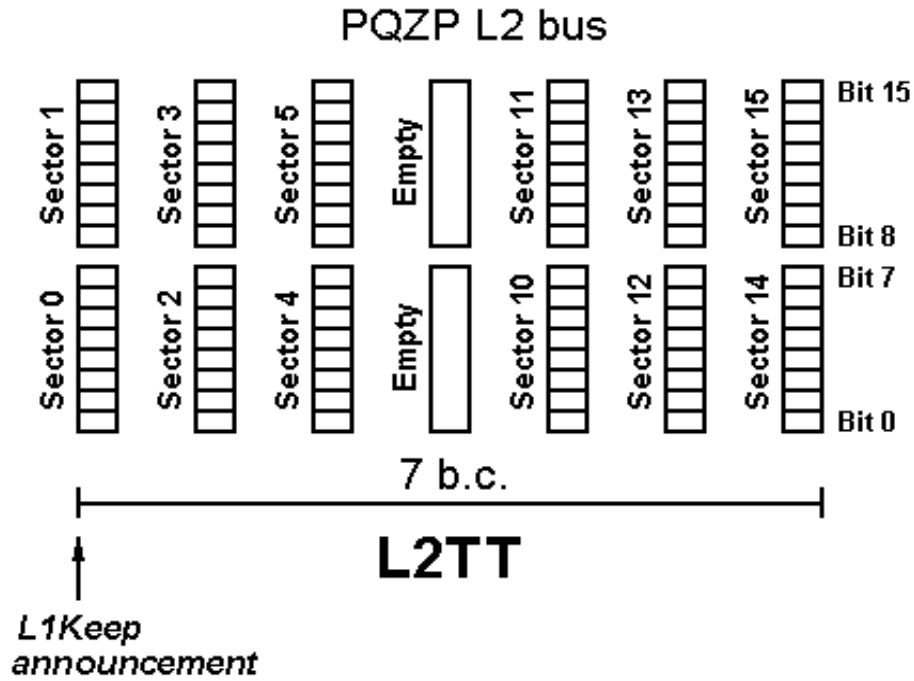 PQZP L2 bus
Sector 1
Sector 3
Sector 5
Empty
Sector 11
Sector 13
Sector 15
Bit 15
Bit 8
Sector 0
Sector 2
Sector 4
Empty
Sector 10
Sector 12
Sector 14
Bit 7
Bit 0
7 b.c.
L2TT
L1Keep
announcement